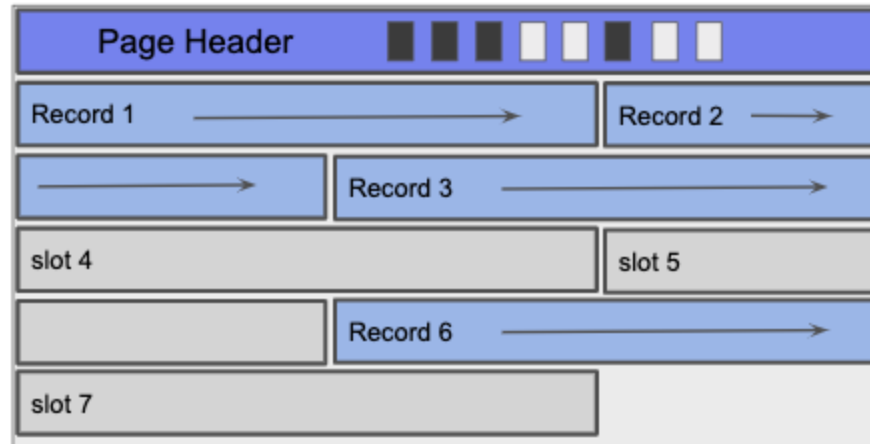 Page Header
Record 1 Record 2
Record 3
slot 4 slot 5
Record 6
slot 7